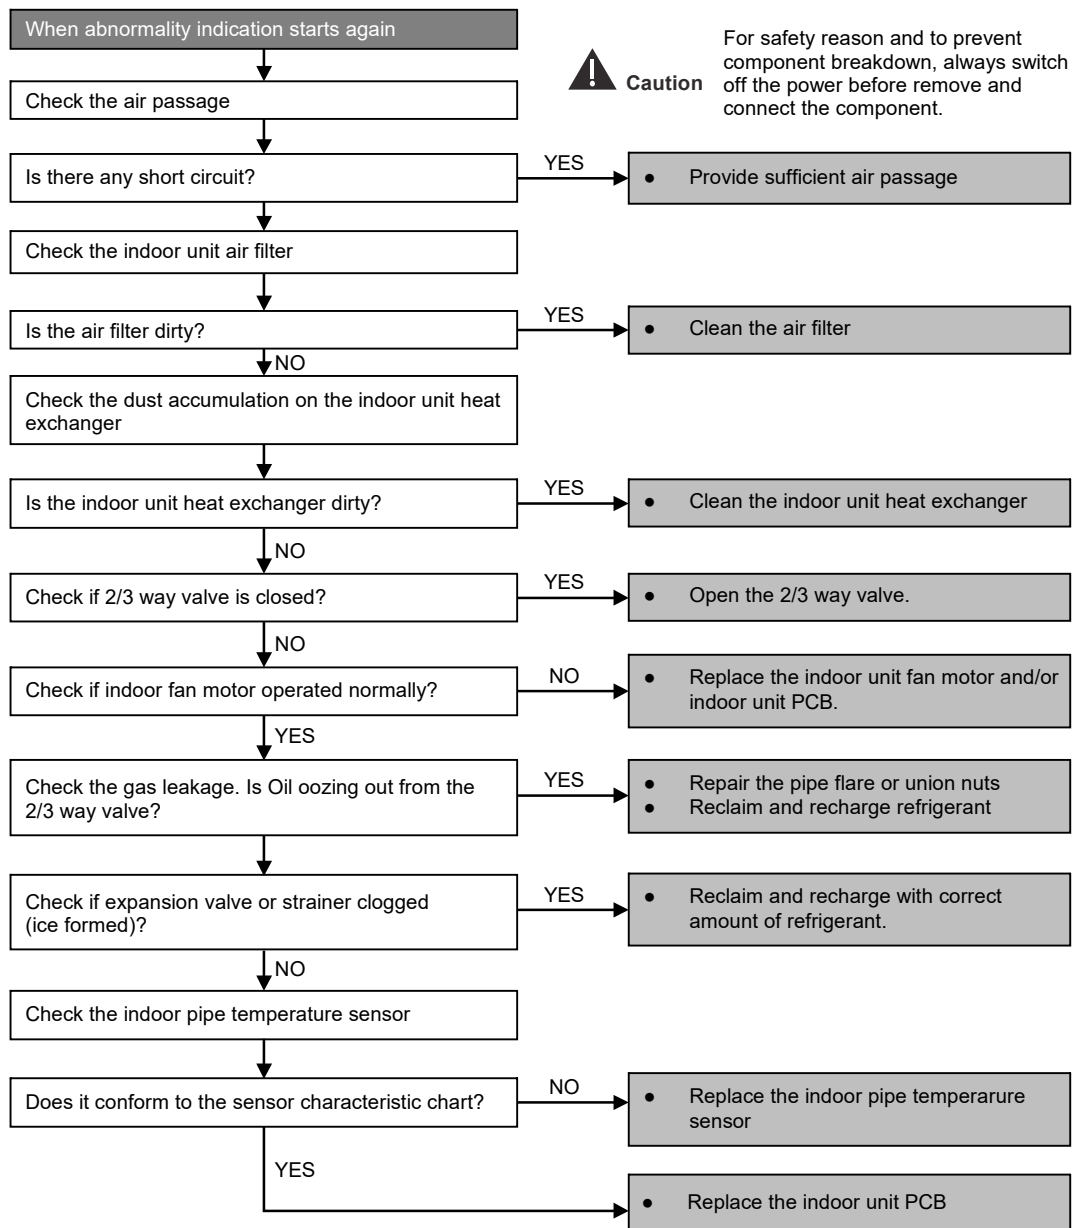 When abnormality indication starts again
For safety reason and to prevent
component breakdown, always switch
Caution
off the power before remove and
connect the component.
Check the air passage
Is there any short circuit?
YES
● Provide sufficient air passage
Check the indoor unit air filter
Is the air filter dirty?
YES
● Clean the air filter
NO
Check the dust accumulation on the indoor unit heat
exchanger
Is the indoor unit heat exchanger dirty?
YES
● Clean the indoor unit heat exchanger
NO
Check if 2/3 way valve is closed?
YES
● Open the 2/3 way valve.
NO
Check if indoor fan motor operated normally?
NO
● Replace the indoor unit fan motor and/or
indoor unit PCB.
YES
Check the gas leakage. Is Oil oozing out from the
2/3 way valve?
YES
● Repair the pipe flare or union nuts
● Reclaim and recharge refrigerant
Check if expansion valve or strainer clogged
(ice formed)?
YES
● Reclaim and recharge with correct
amount of refrigerant.
NO
Check the indoor pipe temperature sensor
Does it conform to the sensor characteristic chart?
NO
● Replace the indoor pipe temperarure
sensor
YES
● Replace the indoor unit PCB